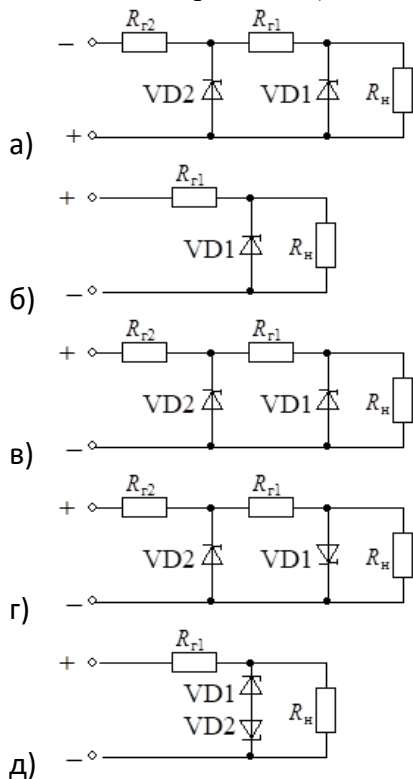 − R_г2 R_г1
VD2 VD1 R_н
а) +
+ R_г1
VD1 R_н
б) −
+ R_г2 R_г1
VD2 VD1 R_н
в) −
+ R_г2 R_г1
VD2 VD1 R_н
г) −
+ R_г1
VD1
VD2 R_н
д) −